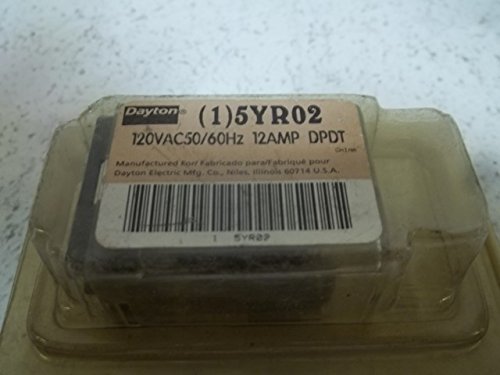 Dayton® (1)5YR02
120VAC50/60Hz 12AMP DPDT
Manufactured For/ Fabricado para/Fabriqué pour
Dayton Electric Mfg. Co., Niles, Illinois 60714 U.S.A.
1 1 5YR02